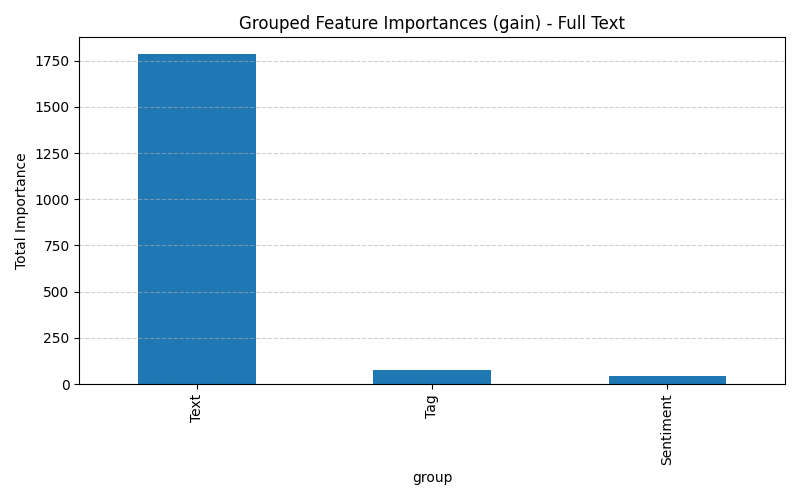 Grouped Feature Importances (gain) - Full Text
Total Importance
1750
1500
1250
1000
750
500
250
0
Text
Tag
Sentiment
group